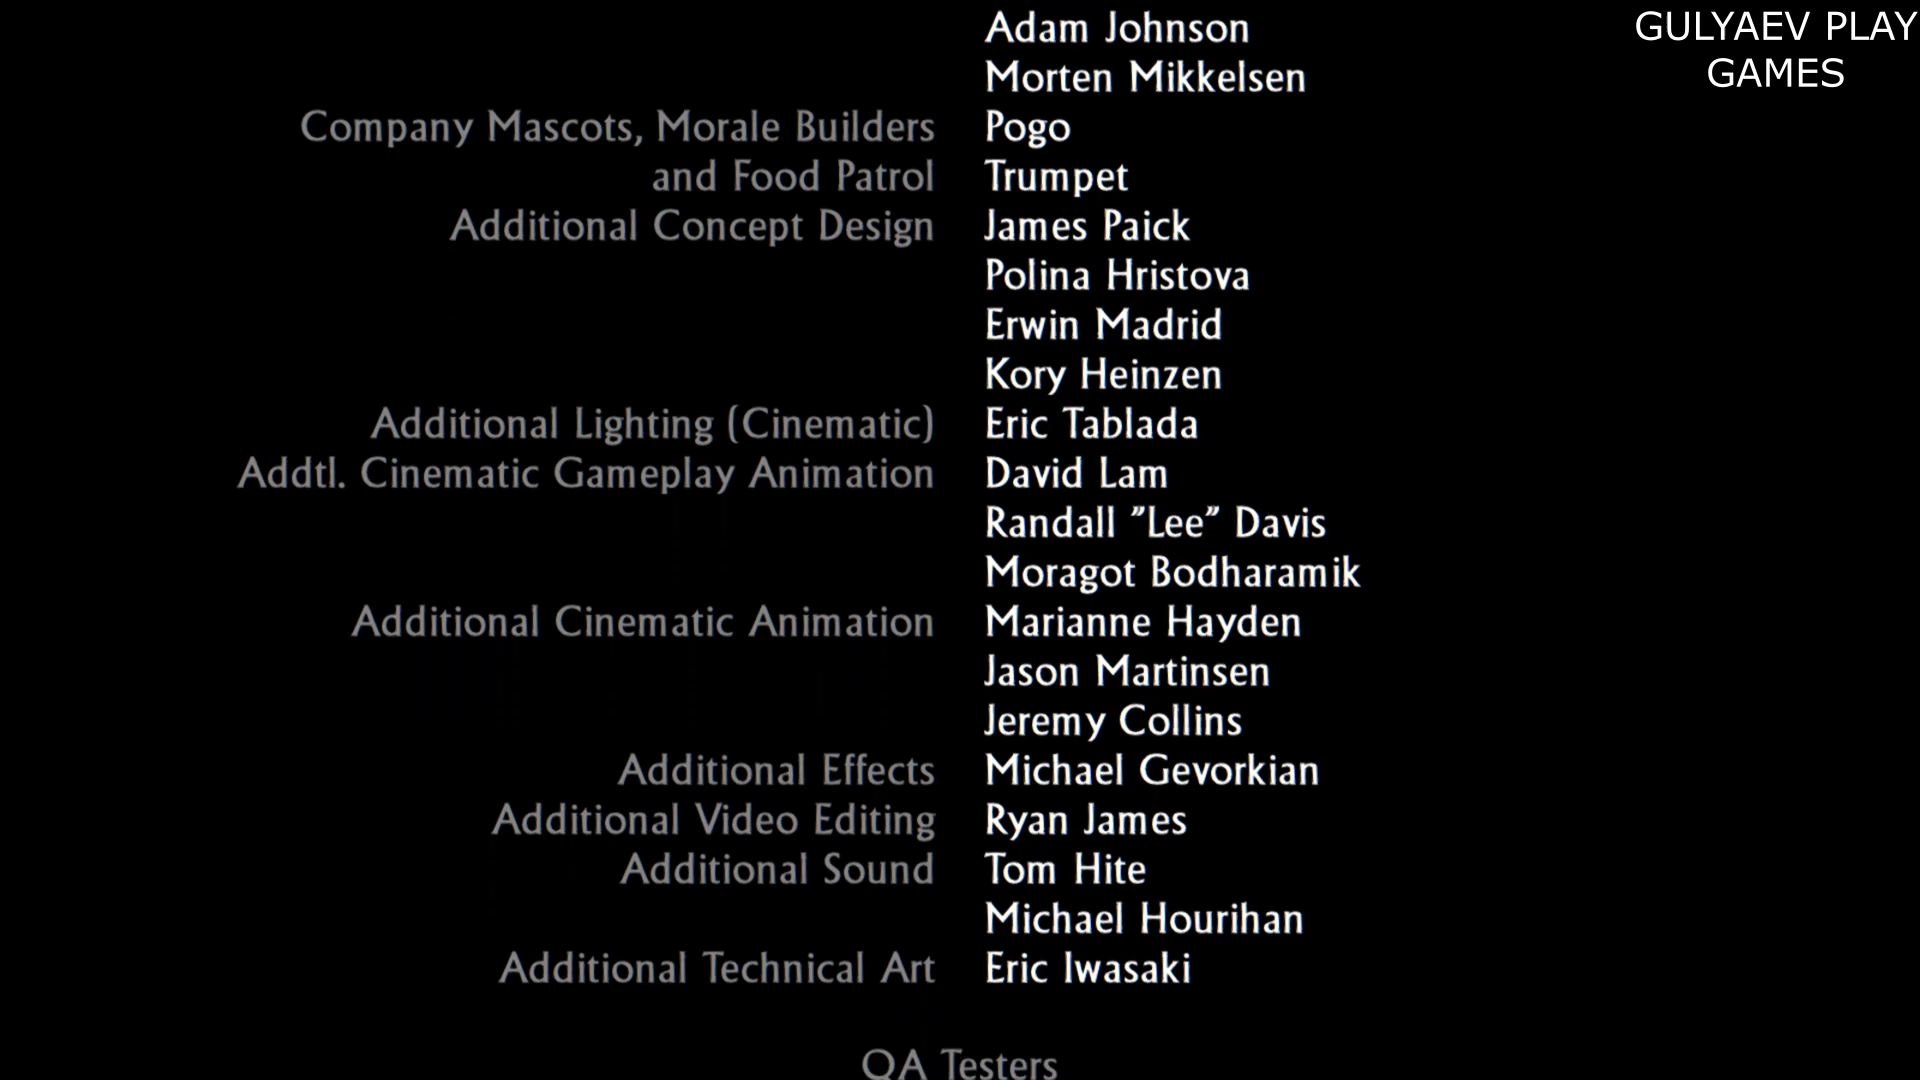 Adam Johnson
GULYAEV PLAY
GAMES
Morten Mikkelsen
Company Mascots, Morale Builders Pogo
and Food Patrol Trumpet
Additional Concept Design James Paick
Polina Hristova
Erwin Madrid
Kory Heinzen
Additional Lighting (Cinematic) Eric Tablada
Addtl. Cinematic Gameplay Animation David Lam
Randall "Lee" Davis
Moragot Bodharamik
Additional Cinematic Animation Marianne Hayden
Jason Martinsen
Jeremy Collins
Additional Effects Michael Gevorkian
Additional Video Editing Ryan James
Additional Sound Tom Hite
Michael Hourihan
Additional Technical Art Eric Iwasaki
QA Testers